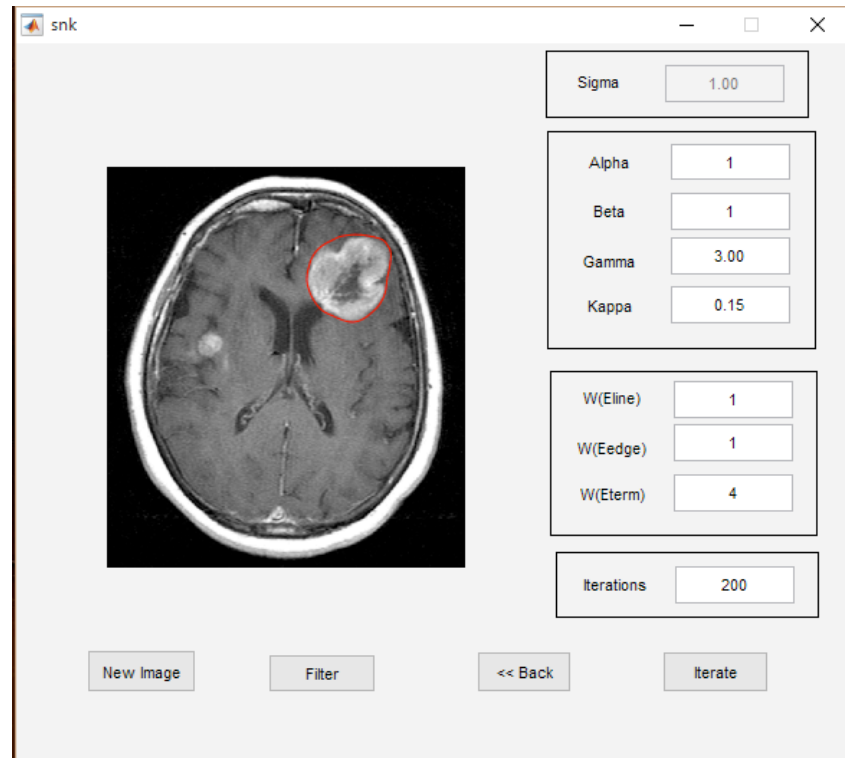 snk
Sigma 1.00
Alpha 1
Beta 1
Gamma 3.00
Kappa 0.15
W(Eline) 1
W(Eedge) 1
W(Eterm) 4
Iterations 200
New Image Filter << Back Iterate